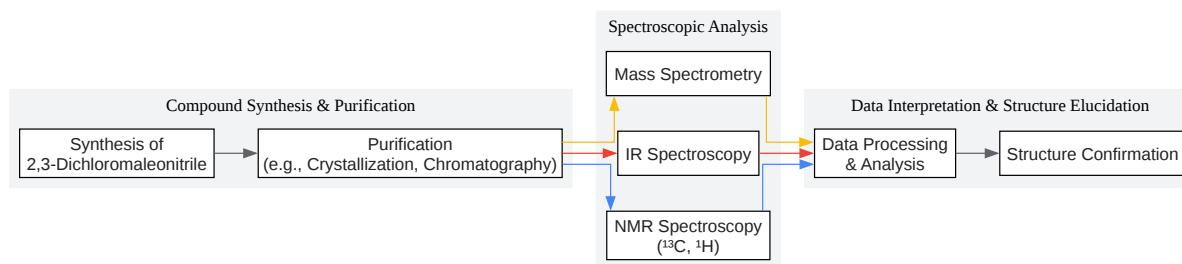 Spectroscopic Analysis
Mass Spectrometry
Compound Synthesis & Purification
Data Interpretation & Structure Elucidation
Synthesis of
2,3-Dichloromaleonitrile
Purification
(e.g., Crystallization, Chromatography)
IR Spectroscopy
Data Processing
& Analysis
Structure Confirmation
NMR Spectroscopy
(¹³C, ¹H)